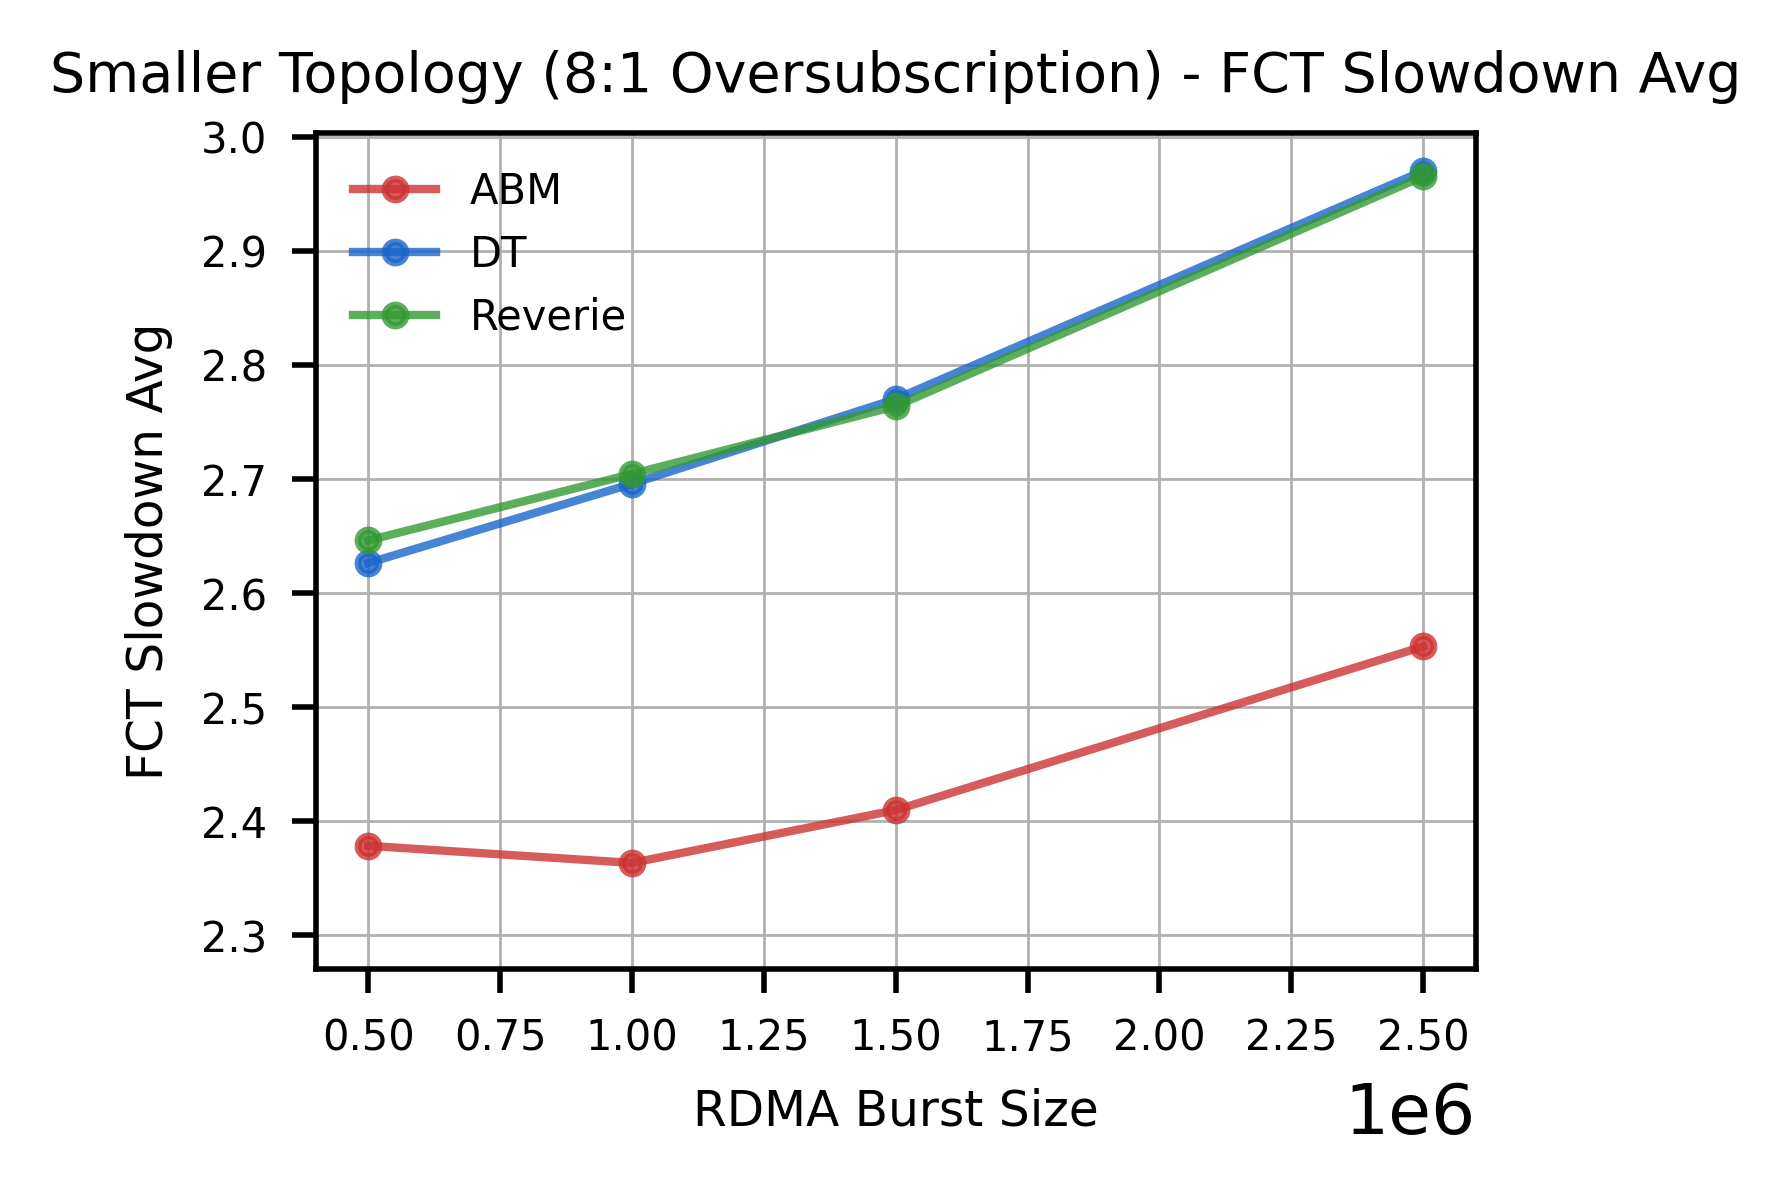 Smaller Topology (8:1 Oversubscription) - FCT Slowdown Avg
3.0
2.9
2.8
2.7
2.6
2.5
2.4
2.3
FCT Slowdown Avg
ABM
DT
Reverie
0.50 0.75 1.00 1.25 1.50 1.75 2.00 2.25 2.50
RDMA Burst Size
1e6